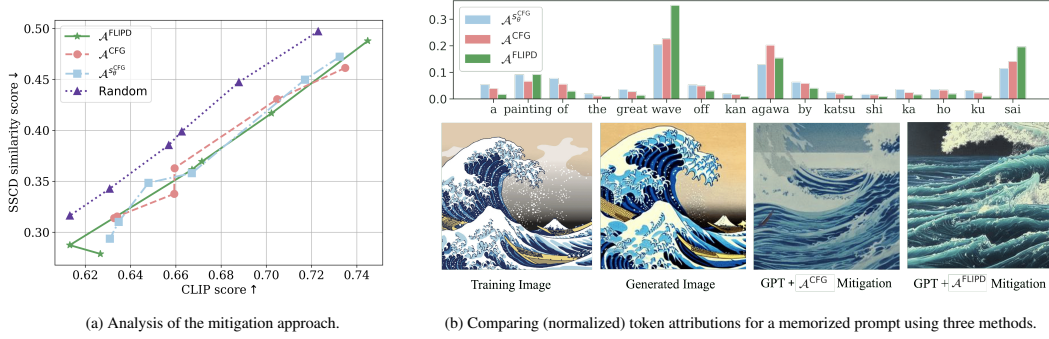 0.50
0.45
0.40
0.35
0.30
SSCD similarity score ↓
0.62 0.64 0.66 0.68 0.70 0.72 0.74
CLIP score ↑
𝒜^FLIPD
𝒜^CFG
𝒜^{s_θ^CFG}
Random
(a) Analysis of the mitigation approach.
0.3
0.2
0.1
0.0
𝒜^{s_θ^CFG}
𝒜^CFG
𝒜^FLIPD
a painting of the great wave off kan agawa by katsu shi ka ho ku sai
Training Image
Generated Image
GPT + 𝒜^CFG Mitigation
GPT + 𝒜^FLIPD Mitigation
(b) Comparing (normalized) token attributions for a memorized prompt using three methods.